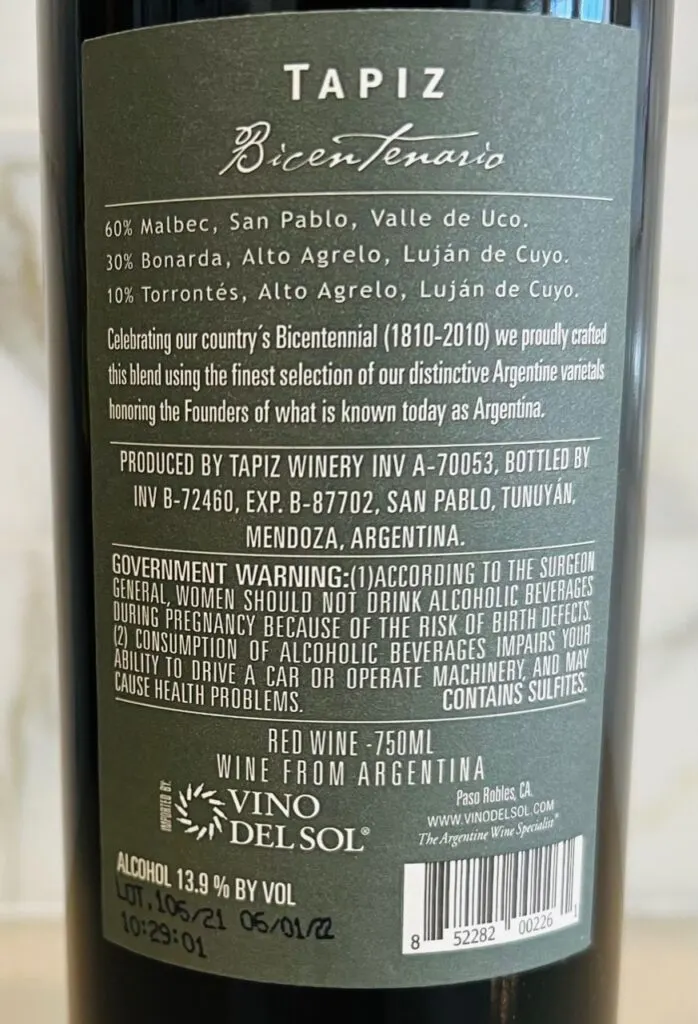 TAPIZ
Bicentenario
60% Malbec, San Pablo, Valle de Uco.
30% Bonarda, Alto Agrelo, Luján de Cuyo.
10% Torrontés, Alto Agrelo, Luján de Cuyo.
Celebrating our country´s Bicentennial (1810-2010) we proudly crafted
this blend using the finest selection of our distinctive Argentine varietals
honoring the Founders of what is known today as Argentina.
PRODUCED BY TAPIZ WINERY INV A-70053, BOTTLED BY
INV B-72460, EXP. B-87702, SAN PABLO, TUNUYÁN,
MENDOZA, ARGENTINA.
GOVERNMENT WARNING:(1)ACCORDING TO THE SURGEON
GENERAL, WOMEN SHOULD NOT DRINK ALCOHOLIC BEVERAGES
DURING PREGNANCY BECAUSE OF THE RISK OF BIRTH DEFECTS.
(2) CONSUMPTION OF ALCOHOLIC BEVERAGES IMPAIRS YOUR
ABILITY TO DRIVE A CAR OR OPERATE MACHINERY, AND MAY
CAUSE HEALTH PROBLEMS. CONTAINS SULFITES.
RED WINE -750ML
WINE FROM ARGENTINA
IMPORTED BY:
VINO
DEL SOL®
Paso Robles, CA.
WWW.VINODELSOL.COM
The Argentine Wine Specialist®
ALCOHOL 13.9 % BY VOL
LOT.106/21 06/01/22
10:29:01
8 52282 00226 1